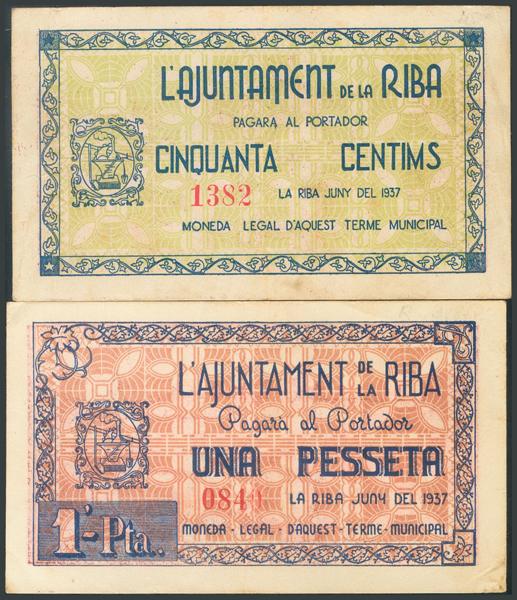 L'AJUNTAMENT DE LA RIBA
PAGARA AL PORTADOR
CINQUANTA CENTIMS
1382 LA RIBA JUNY DEL 1937
MONEDA LEGAL D'AQUEST TERME MUNICIPAL
L'AJUNTAMENT DE LA RIBA
Pagarà al Portador
UNA PESSETA
LA RIBA JUNY DEL 1937
1'-Pta.
MONEDA - LEGAL - D'AQUEST - TERME - MUNICIPAL